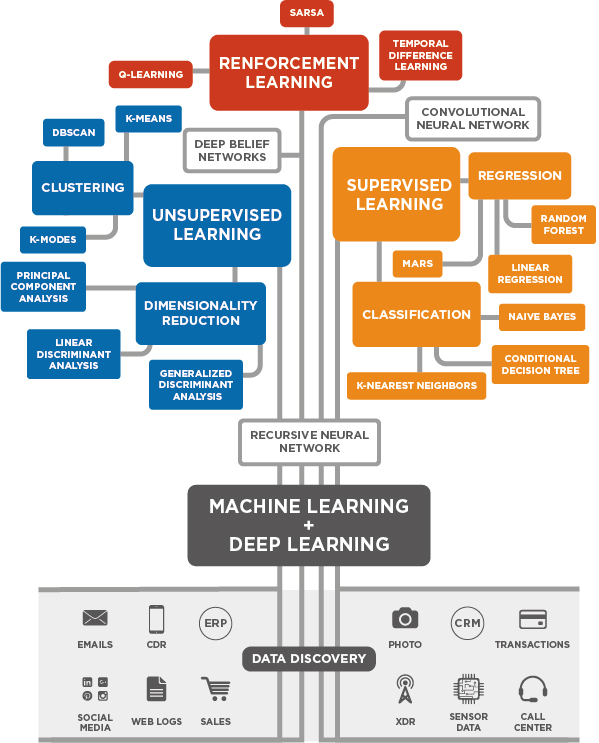 SARSA
RENFORCEMENT
LEARNING
TEMPORAL
DIFFERENCE
LEARNING
Q-LEARNING
CONVOLUTIONAL
NEURAL NETWORK
K-MEANS
DBSCAN
DEEP BELIEF
NETWORKS
CLUSTERING
UNSUPERVISED
LEARNING
K-MODES
SUPERVISED
LEARNING
REGRESSION
RANDOM
FOREST
MARS
LINEAR
REGRESSION
PRINCIPAL
COMPONENT
ANALYSIS
DIMENSIONALITY
REDUCTION
LINEAR
DISCRIMINANT
ANALYSIS
GENERALIZED
DISCRIMINANT
ANALYSIS
CLASSIFICATION
NAIVE BAYES
CONDITIONAL
DECISION TREE
K-NEAREST NEIGHBORS
RECURSIVE NEURAL
NETWORK
MACHINE LEARNING
+
DEEP LEARNING
EMAILS
CDR
ERP
PHOTO
CRM
TRANSACTIONS
DATA DISCOVERY
SOCIAL
MEDIA
WEB LOGS
SALES
XDR
SENSOR
DATA
CALL
CENTER